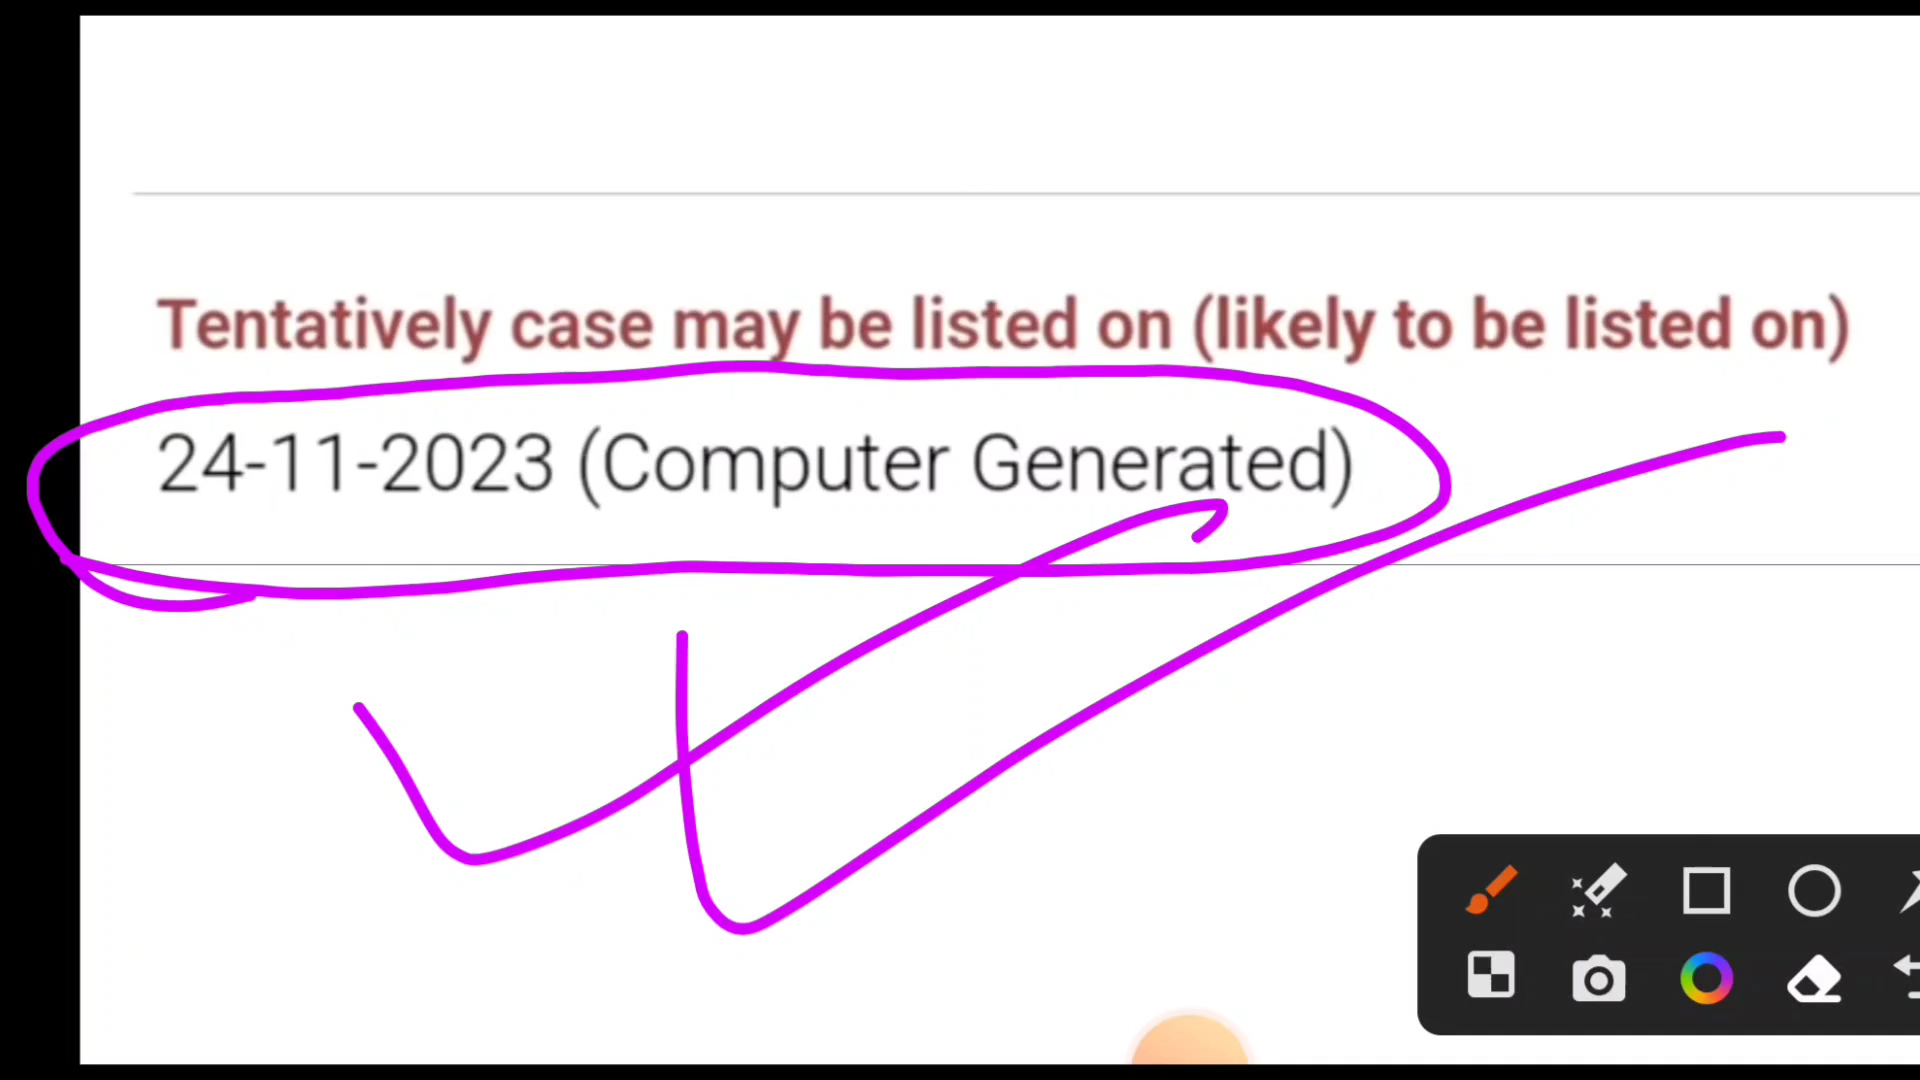 Tentatively case may be listed on (likely to be listed on)
24-11-2023 (Computer Generated)